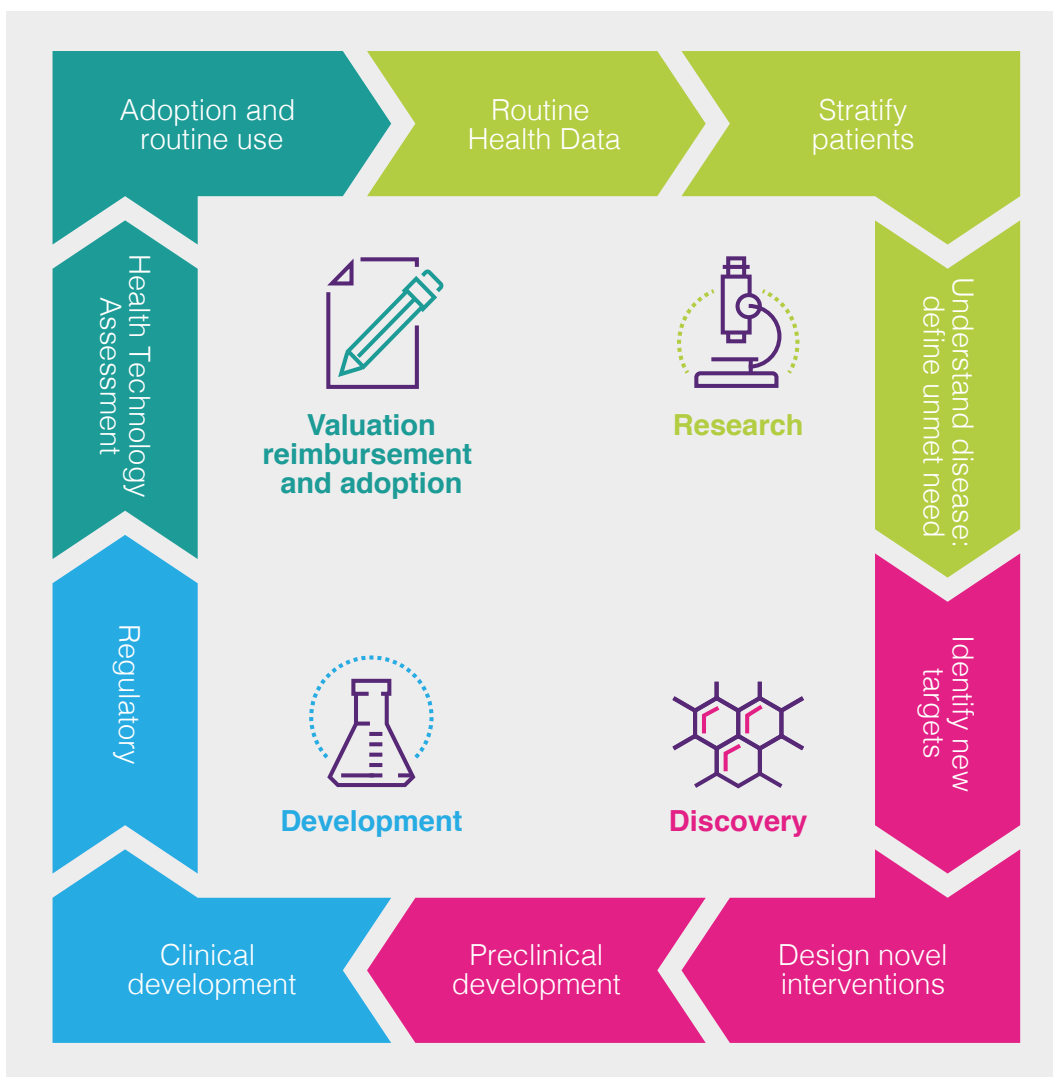 Adoption and
routine use
Routine
Health Data
Stratify
patients
Understand disease:
define unmet need
Identify new
targets
Design novel
interventions
Preclinical
development
Clinical
development
Regulatory
Health Technology
Assessment
Valuation
reimbursement
and adoption
Research
Development
Discovery